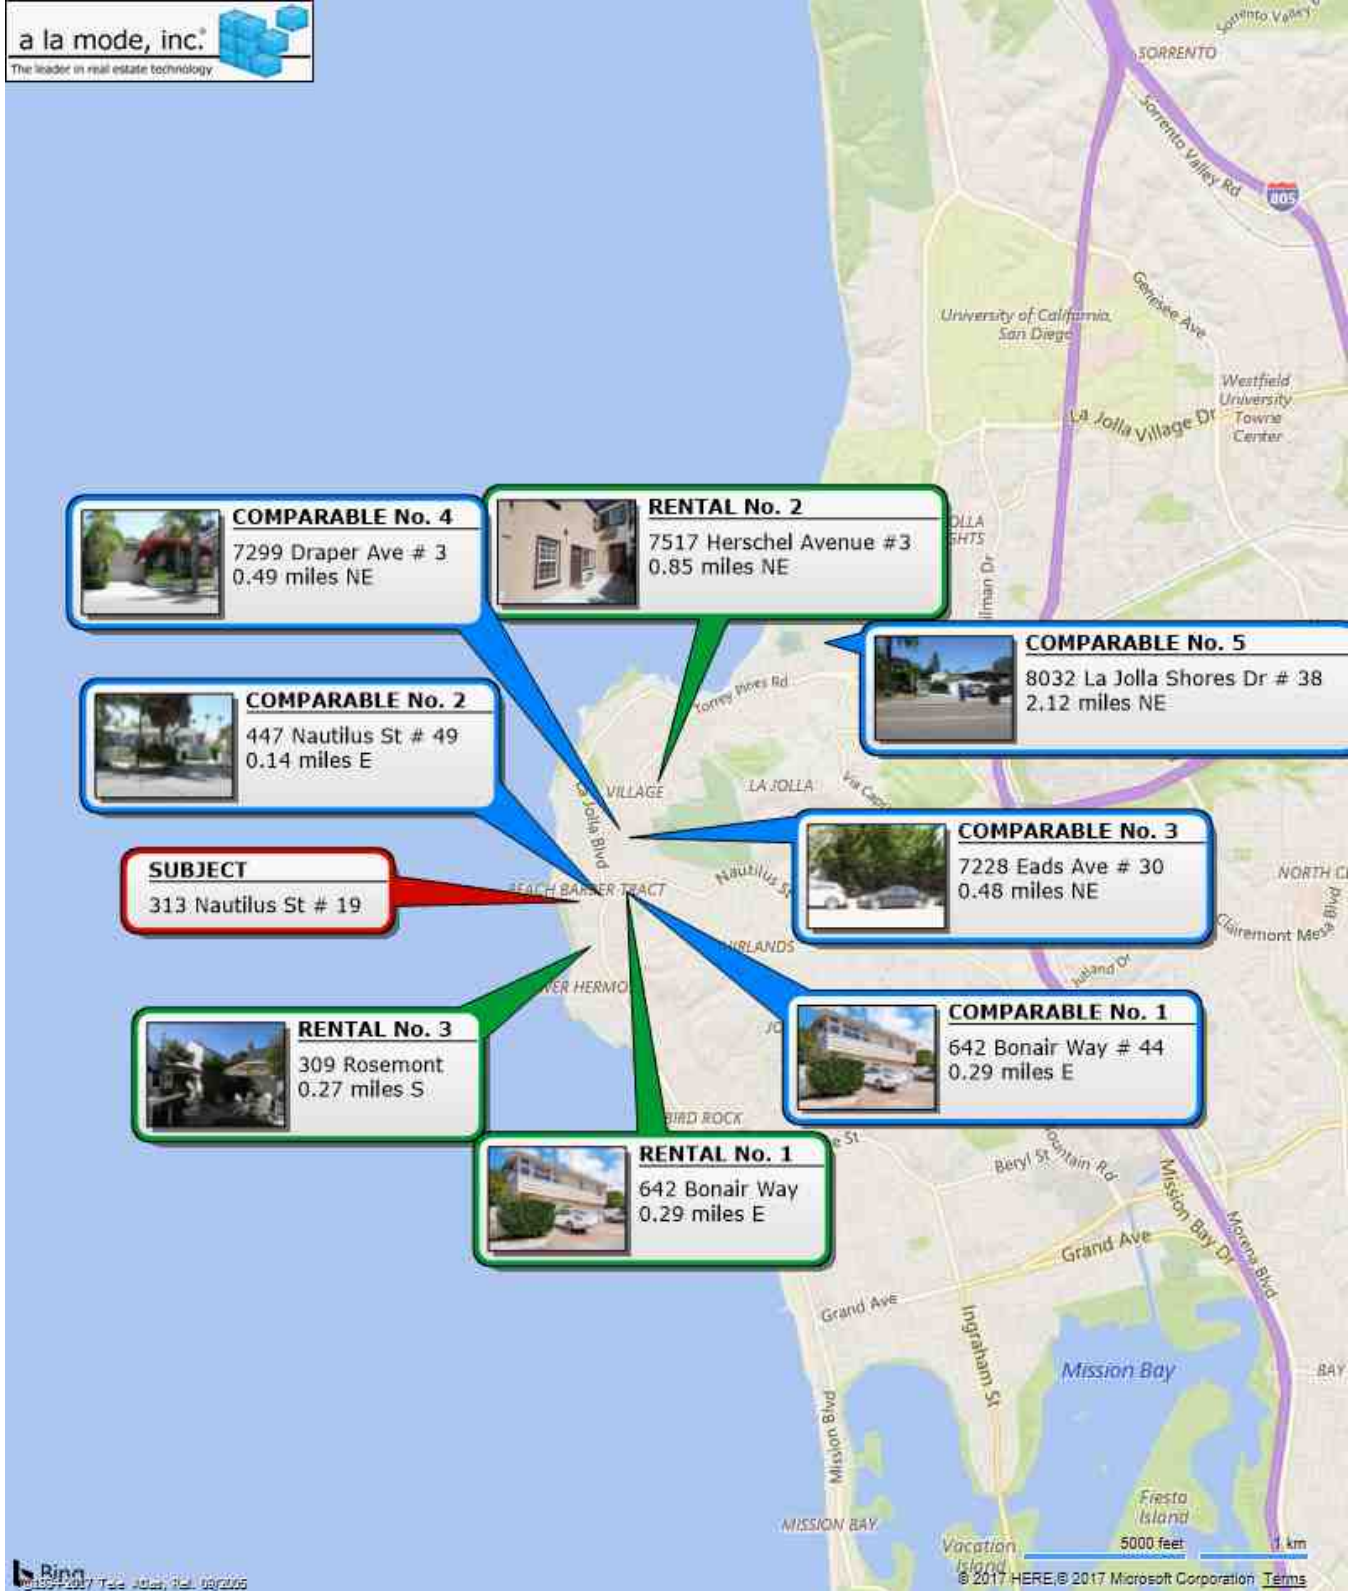 a la mode, inc.
The leader in real estate technology
SORRENTO
Sorrento Valley Rd
805
Genesee Ave
University of California,
San Diego
Westfield
University
Towne
Center
La Jolla Village Dr
COMPARABLE No. 4
7299 Draper Ave # 3
0.49 miles NE
RENTAL No. 2
7517 Herschel Avenue #3
0.85 miles NE
COMPARABLE No. 5
8032 La Jolla Shores Dr # 38
2.12 miles NE
COMPARABLE No. 2
447 Nautilus St # 49
0.14 miles E
Torrey Pines Rd
VILLAGE
LA JOLLA
La Jolla Blvd
COMPARABLE No. 3
7228 Eads Ave # 30
0.48 miles NE
SUBJECT
313 Nautilus St # 19
BEACH BARBER TRACT
Nautilus St
Clairemont Mesa Blvd
Jutland Dr
COMPARABLE No. 1
642 Bonair Way # 44
0.29 miles E
RENTAL No. 3
309 Rosemont
0.27 miles S
BIRD ROCK
RENTAL No. 1
642 Bonair Way
0.29 miles E
Beryl St
Mission Bay Dr
Morena Blvd
Grand Ave
Grand Ave
Ingraham St
Mission Bay
BAY
Mission Blvd
Fiesta
Island
MISSION BAY
Vacation
Island
5000 feet
1 km
Bing
© 2017 HERE,© 2017 Microsoft Corporation Terms